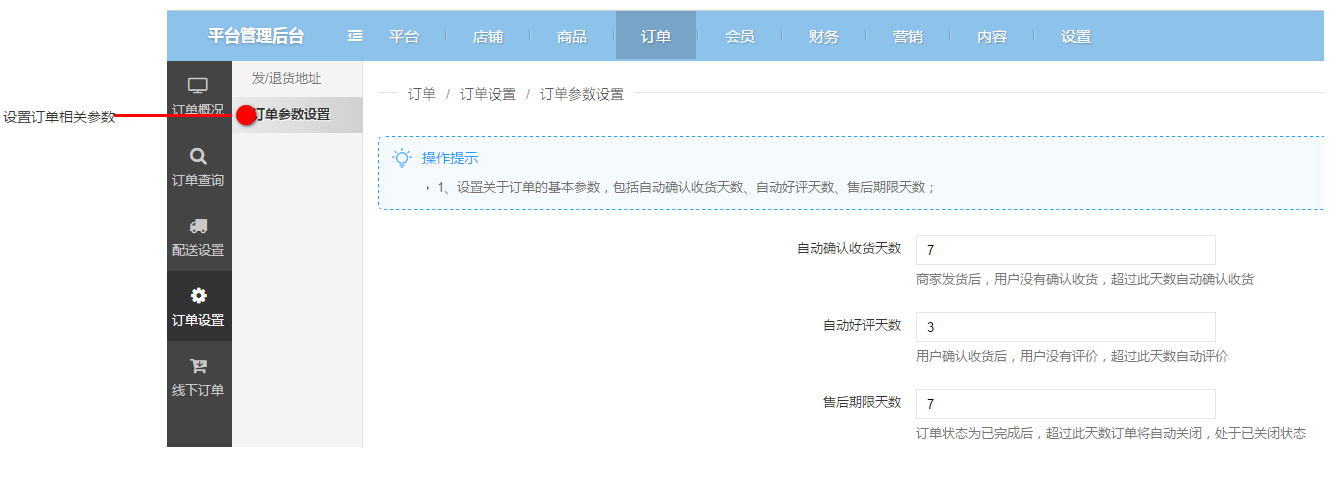 平台管理后台 平台 店铺 商品 订单 会员 财务 营销 内容 设置
发/退货地址
订单 / 订单设置 / 订单参数设置
订单概况
订单参数设置
设置订单相关参数
操作提示
订单查询
1、设置关于订单的基本参数，包括自动确认收货天数、自动好评天数、售后期限天数；
配送设置
自动确认收货天数 7
商家发货后，用户没有确认收货，超过此天数自动确认收货
订单设置
自动好评天数 3
用户确认收货后，用户没有评价，超过此天数自动评价
线下订单
售后期限天数 7
订单状态为已完成后，超过此天数订单将自动关闭，处于已关闭状态